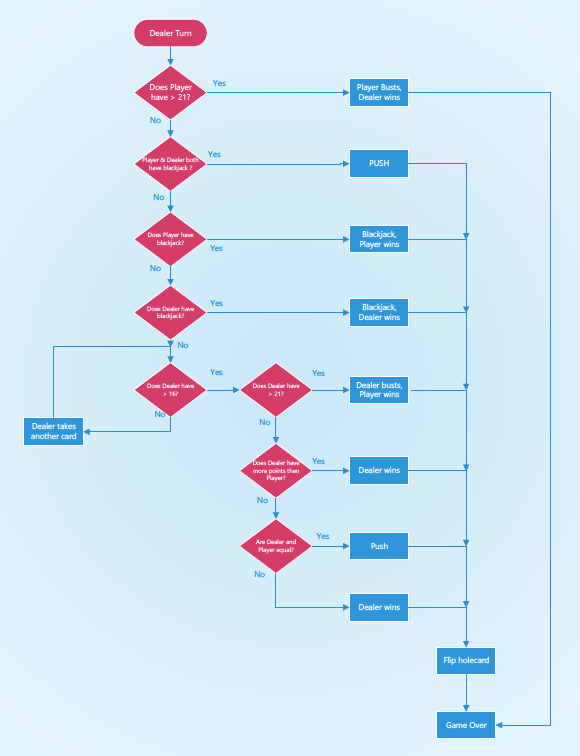 Dealer Turn
Does Player
have > 21?
Yes
Player Busts,
Dealer wins
No
Player & Dealer both
have blackjack ?
Yes
PUSH
No
Does Player have
blackjack?
Yes
Blackjack,
Player wins
No
Does Dealer have
blackjack?
Yes
Blackjack,
Dealer wins
No
Does Dealer have
> 16?
Yes
No
Dealer takes
another card
Does Dealer have
> 21?
Yes
Dealer busts,
Player wins
No
Does Dealer have
more points than
Player?
Yes
Dealer wins
No
Are Dealer and
Player equal?
Yes
Push
No
Dealer wins
Flip holecard
Game Over